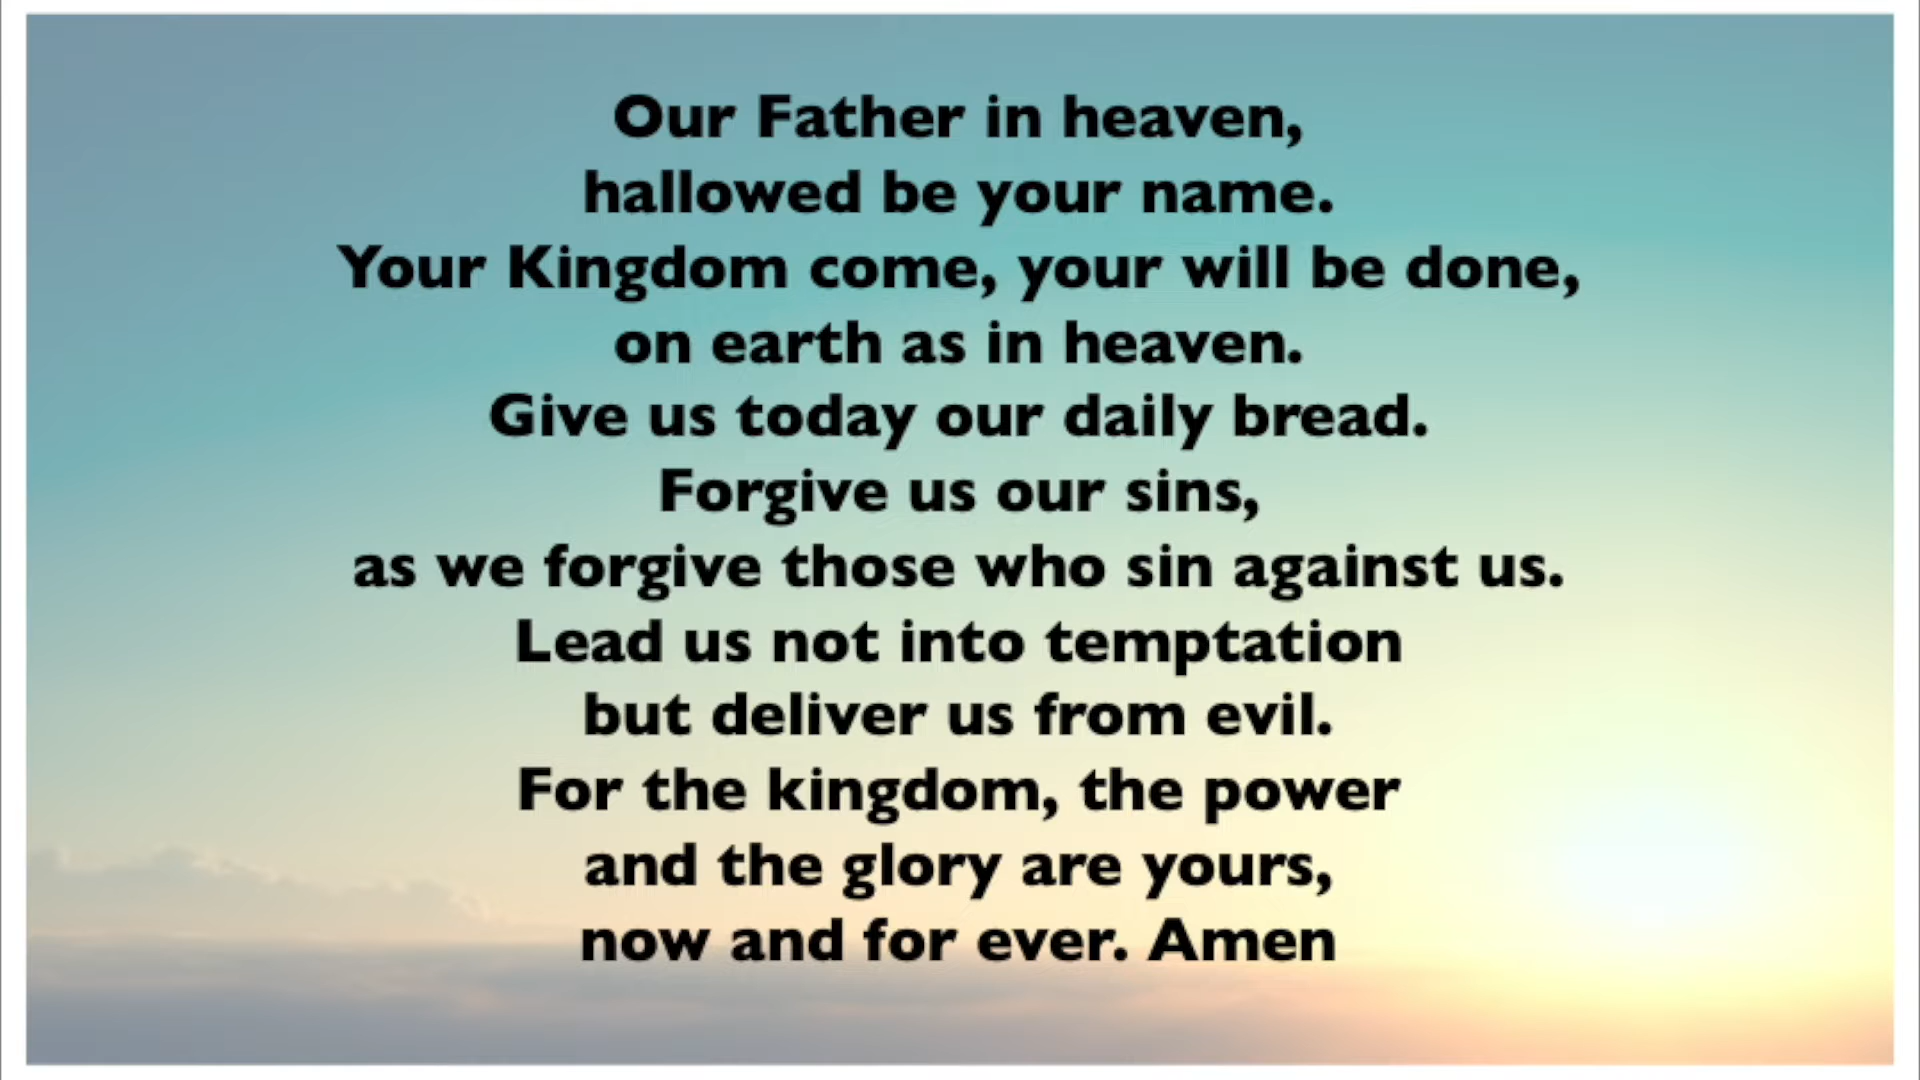 Our Father in heaven,
hallowed be your name.
Your Kingdom come, your will be done,
on earth as in heaven.
Give us today our daily bread.
Forgive us our sins,
as we forgive those who sin against us.
Lead us not into temptation
but deliver us from evil.
For the kingdom, the power
and the glory are yours,
now and for ever. Amen